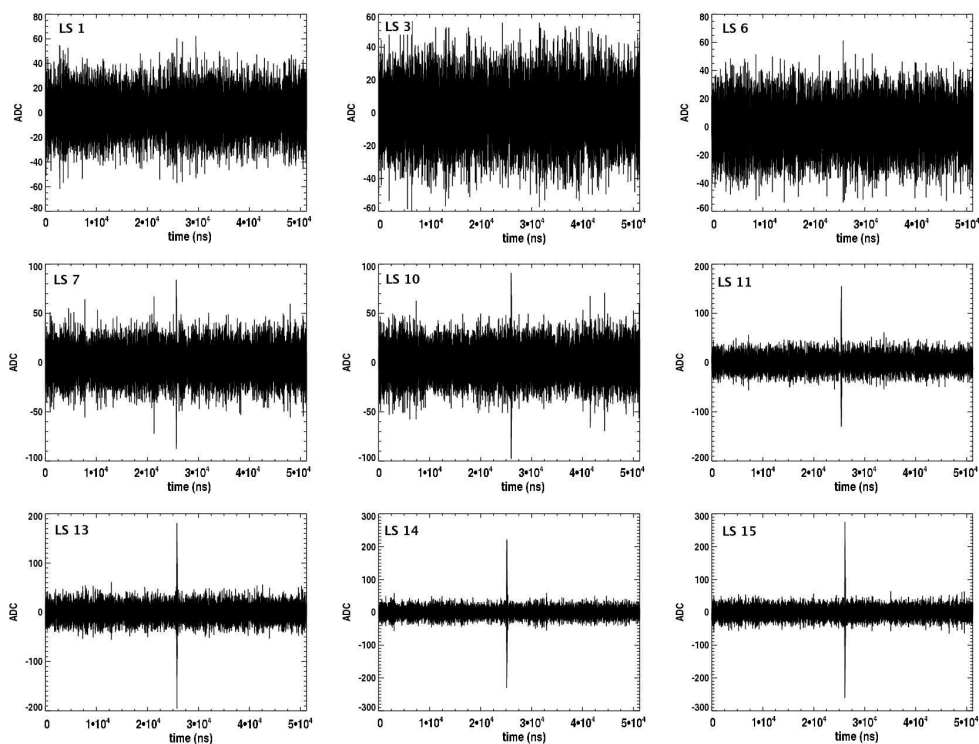 LS 1
80
60
40
20
0
-20
-40
-60
-80
ADC
0 1•10⁴ 2•10⁴ 3•10⁴ 4•10⁴ 5•10⁴
time (ns)
LS 3
60
40
20
0
-20
-40
-60
ADC
0 1•10⁴ 2•10⁴ 3•10⁴ 4•10⁴ 5•10⁴
time (ns)
LS 6
80
60
40
20
0
-20
-40
-60
ADC
0 1•10⁴ 2•10⁴ 3•10⁴ 4•10⁴ 5•10⁴
time (ns)
LS 7
100
50
0
-50
-100
ADC
0 1•10⁴ 2•10⁴ 3•10⁴ 4•10⁴ 5•10⁴
time (ns)
LS 10
100
50
0
-50
-100
ADC
0 1•10⁴ 2•10⁴ 3•10⁴ 4•10⁴ 5•10⁴
time (ns)
LS 11
200
100
0
-100
-200
ADC
0 1•10⁴ 2•10⁴ 3•10⁴ 4•10⁴ 5•10⁴
time (ns)
LS 13
200
100
0
-100
-200
ADC
0 1•10⁴ 2•10⁴ 3•10⁴ 4•10⁴ 5•10⁴
time (ns)
LS 14
300
200
100
0
-100
-200
-300
ADC
0 1•10⁴ 2•10⁴ 3•10⁴ 4•10⁴ 5•10⁴
time (ns)
LS 15
300
200
100
0
-100
-200
-300
ADC
0 1•10⁴ 2•10⁴ 3•10⁴ 4•10⁴ 5•10⁴
time (ns)